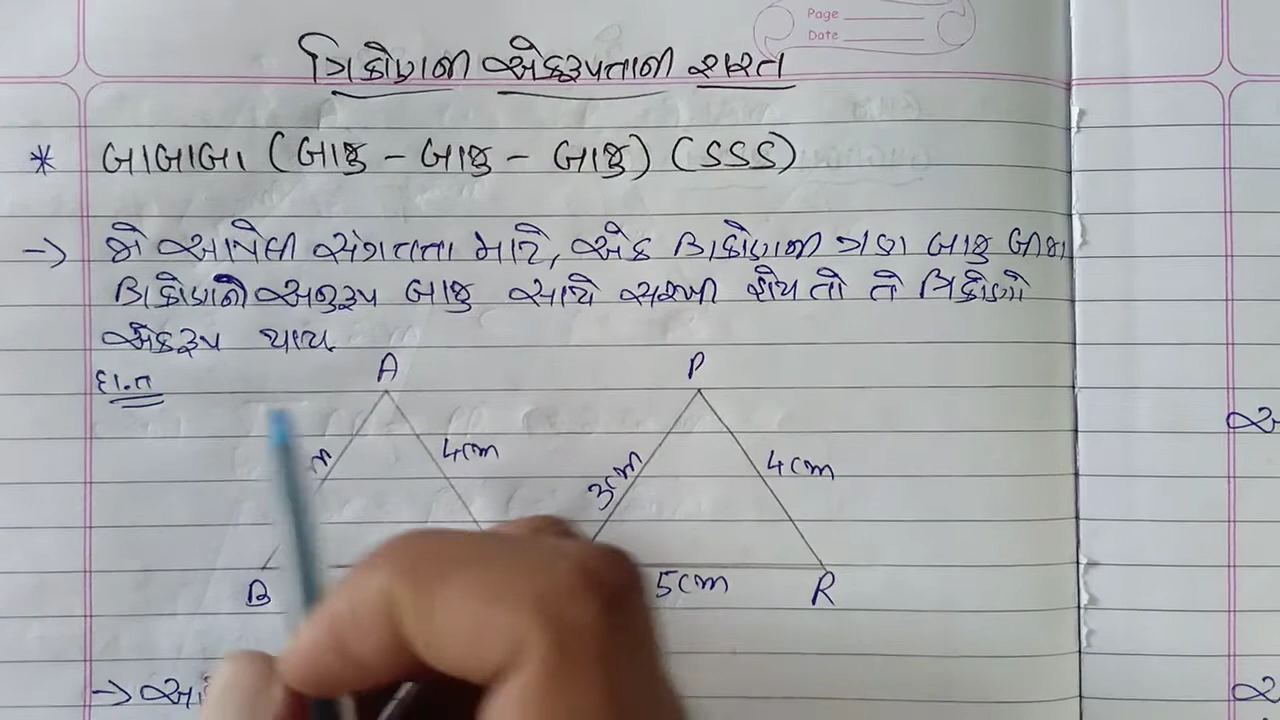 Page
Date
ત્રિકોણની એકરૂપતાની શરત
* બાબાબા (બાજુ - બાજુ - બાજુ) (SSS)
→ જો આપેલી સંગતતા માટે, એક ત્રિકોણની ત્રણ બાજુ બીજા
ત્રિકોણની અનુરૂપ બાજુ સાથે સરખી હોય તો તે ત્રિકોણો
એકરૂપ થાય
દા.ત
A P
4cm 3cm 4cm
B 5cm R
→